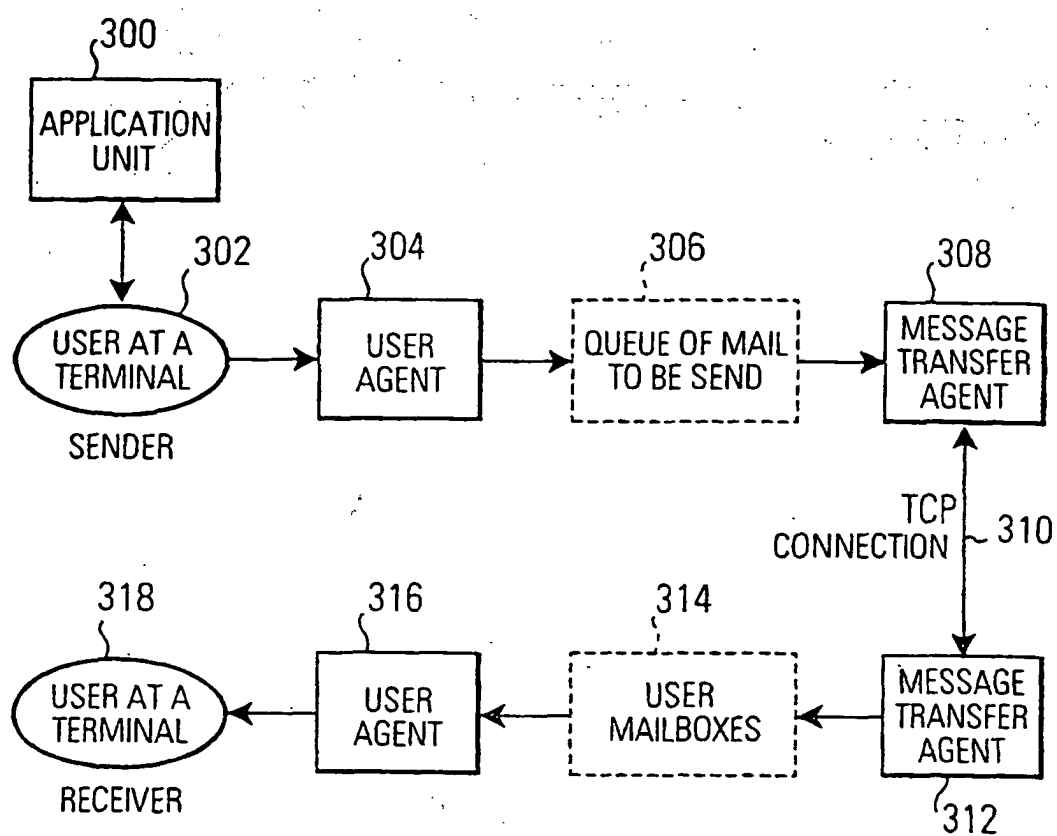 300
APPLICATION
UNIT
302
304
306
308
USER AT A
TERMINAL
USER
AGENT
QUEUE OF MAIL
TO BE SEND
MESSAGE
TRANSFER
AGENT
SENDER
TCP
CONNECTION
310
318
316
314
USER AT A
TERMINAL
USER
AGENT
USER
MAILBOXES
MESSAGE
TRANSFER
AGENT
RECEIVER
312